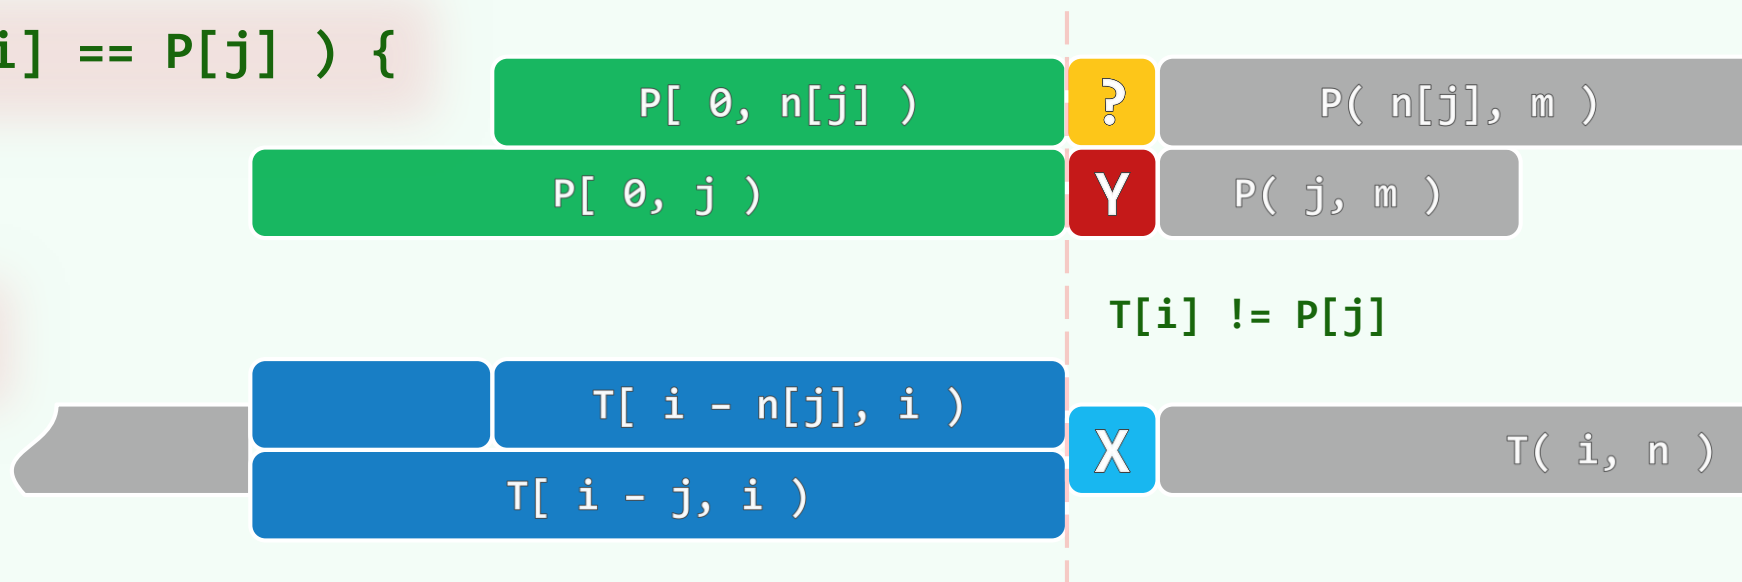 i] == P[j] ) {
P[ 0, n[j] )
?
P( n[j], m )
P[ 0, j )
Y
P( j, m )
T[i] != P[j]
T[ i - n[j], i )
X
T( i, n )
T[ i - j, i )